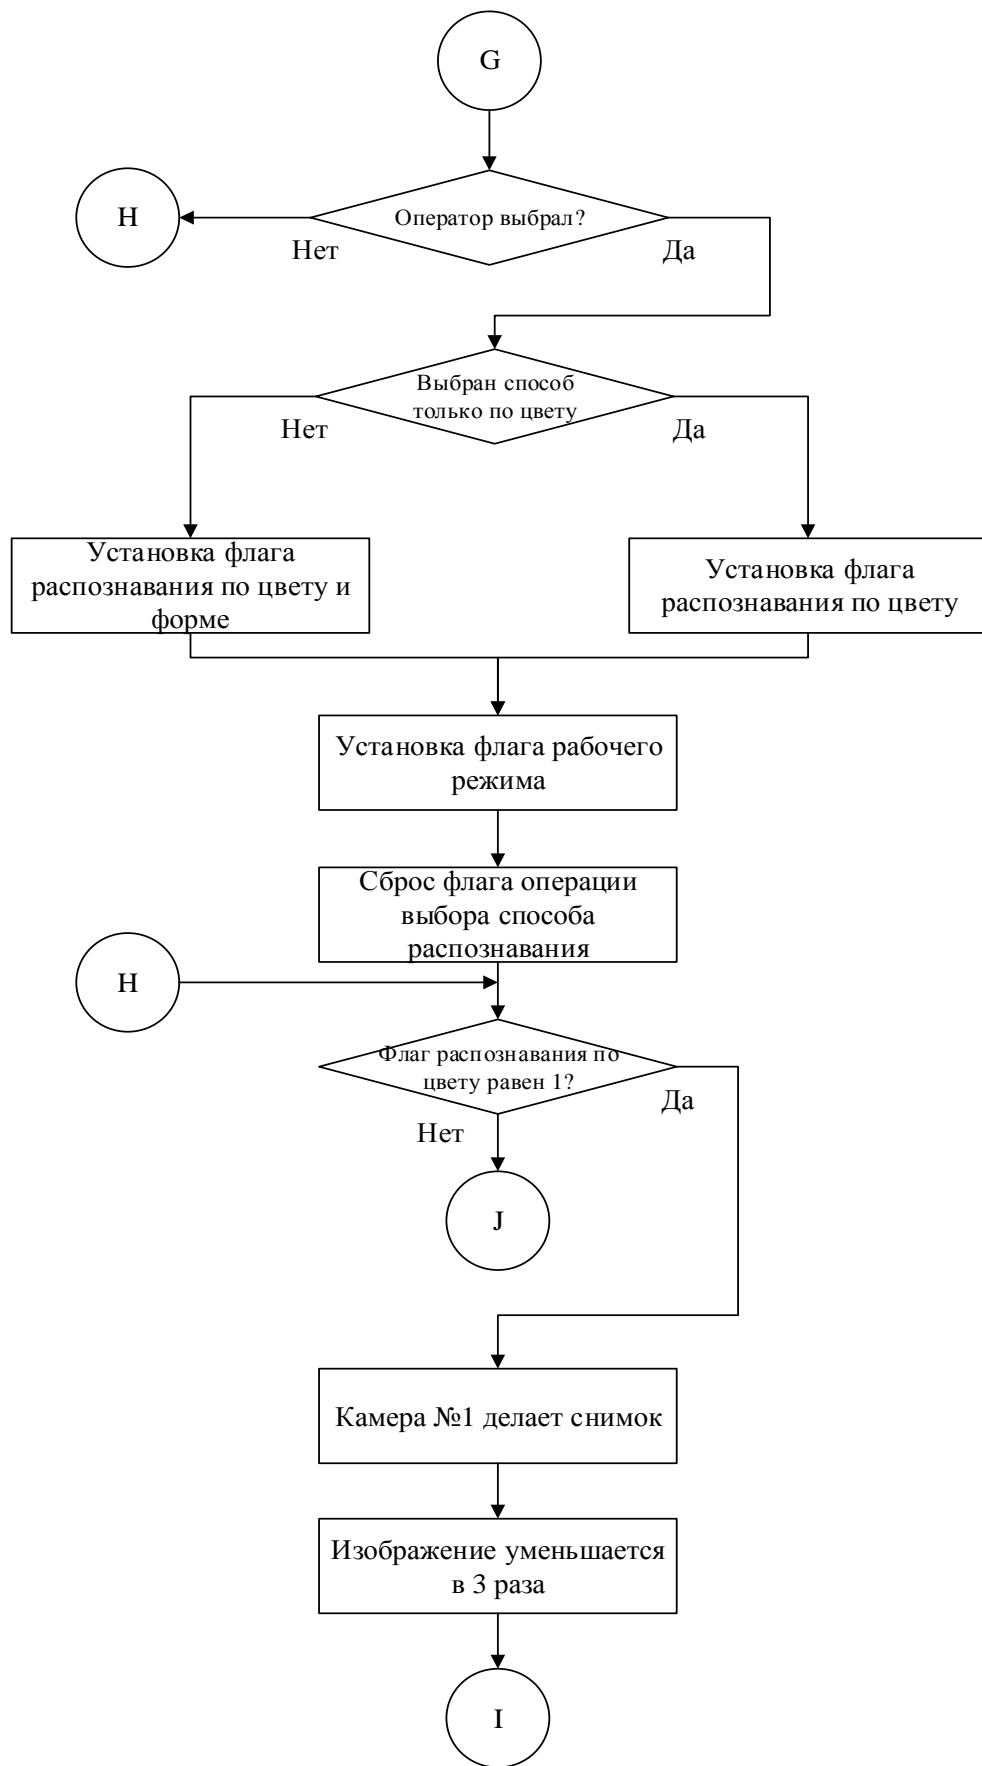 G
H
Оператор выбрал?
Нет
Да
Выбран способ
только по цвету
Нет
Да
Установка флага
распознавания по цвету и
форме
Установка флага
распознавания по цвету
Установка флага рабочего
режима
Сброс флага операции
выбора способа
распознавания
H
Флаг распознавания по
цвету равен 1?
Да
Нет
J
Камера №1 делает снимок
Изображение уменьшается
в 3 раза
I